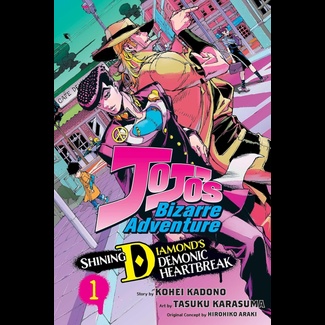 JOJO'S
Bizarre
Adventure
SHINING DIAMOND'S
DEMONIC
HEARTBREAK
1
Story by KOHEI KADONO
Art by TASUKU KARASUMA
Original Concept by HIROHIKO ARAKI